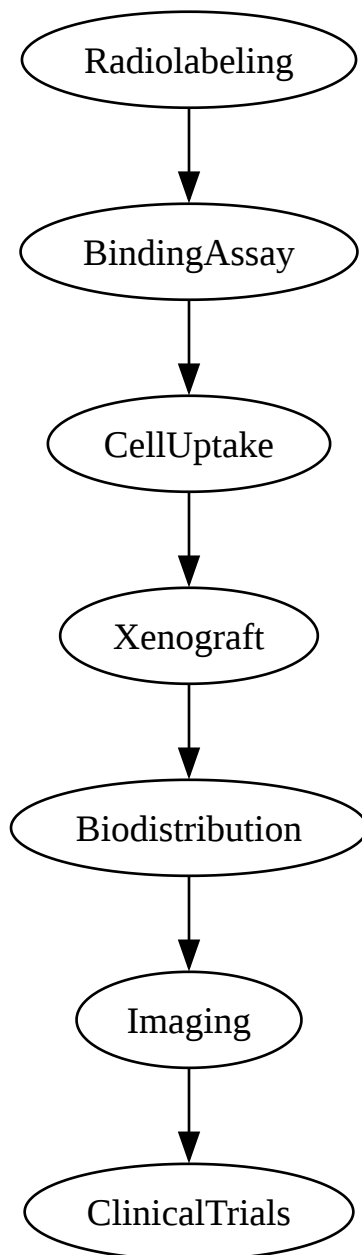 Radiolabeling
BindingAssay
CellUptake
Xenograft
Biodistribution
Imaging
ClinicalTrials